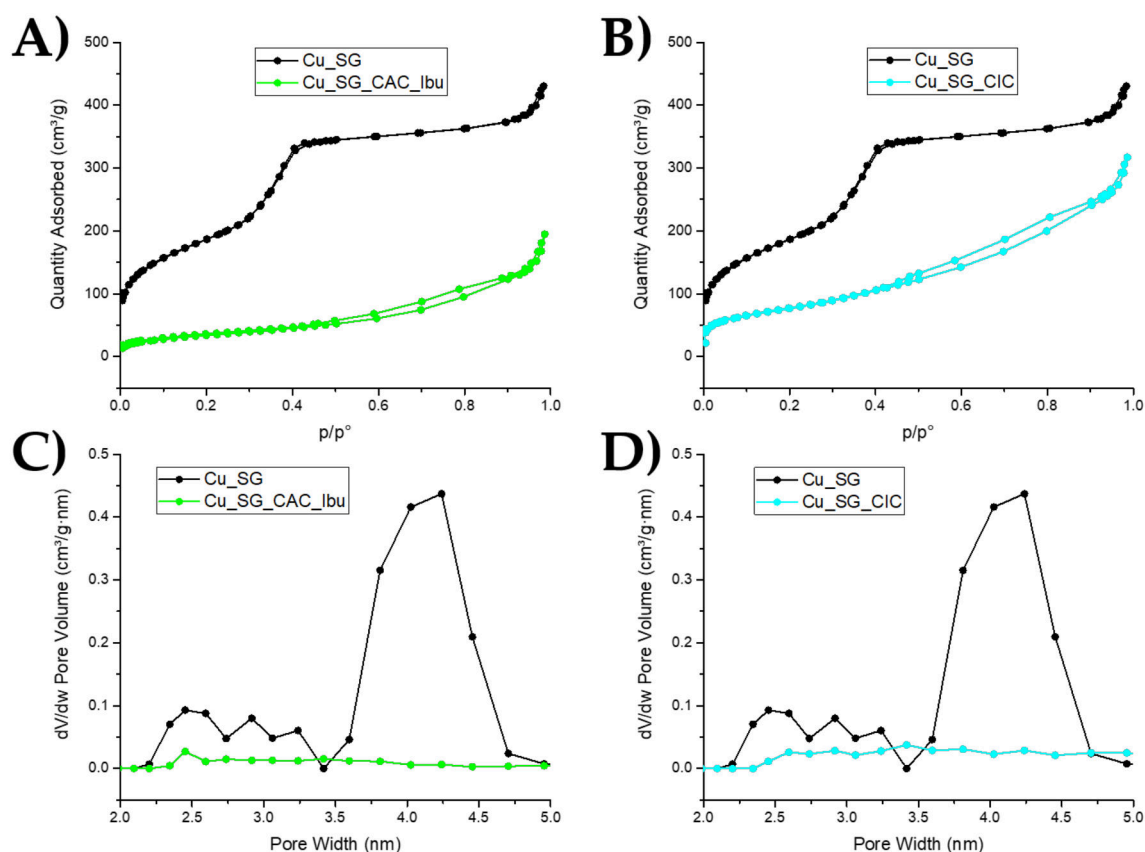 A)
500
400
300
200
100
0
Quantity Adsorbed (cm³/g)
Cu_SG
Cu_SG_CAC_Ibu
0.0 0.2 0.4 0.6 0.8 1.0
p/p°
B)
500
400
300
200
100
0
Quantity Adsorbed (cm³/g)
Cu_SG
Cu_SG_CIC
0.0 0.2 0.4 0.6 0.8 1.0
p/p°
C)
0.5
0.4
0.3
0.2
0.1
0.0
dV/dw Pore Volume (cm³/g·nm)
Cu_SG
Cu_SG_CAC_Ibu
2.0 2.5 3.0 3.5 4.0 4.5 5.0
Pore Width (nm)
D)
0.5
0.4
0.3
0.2
0.1
0.0
dV/dw Pore Volume (cm³/g·nm)
Cu_SG
Cu_SG_CIC
2.0 2.5 3.0 3.5 4.0 4.5 5.0
Pore Width (nm)